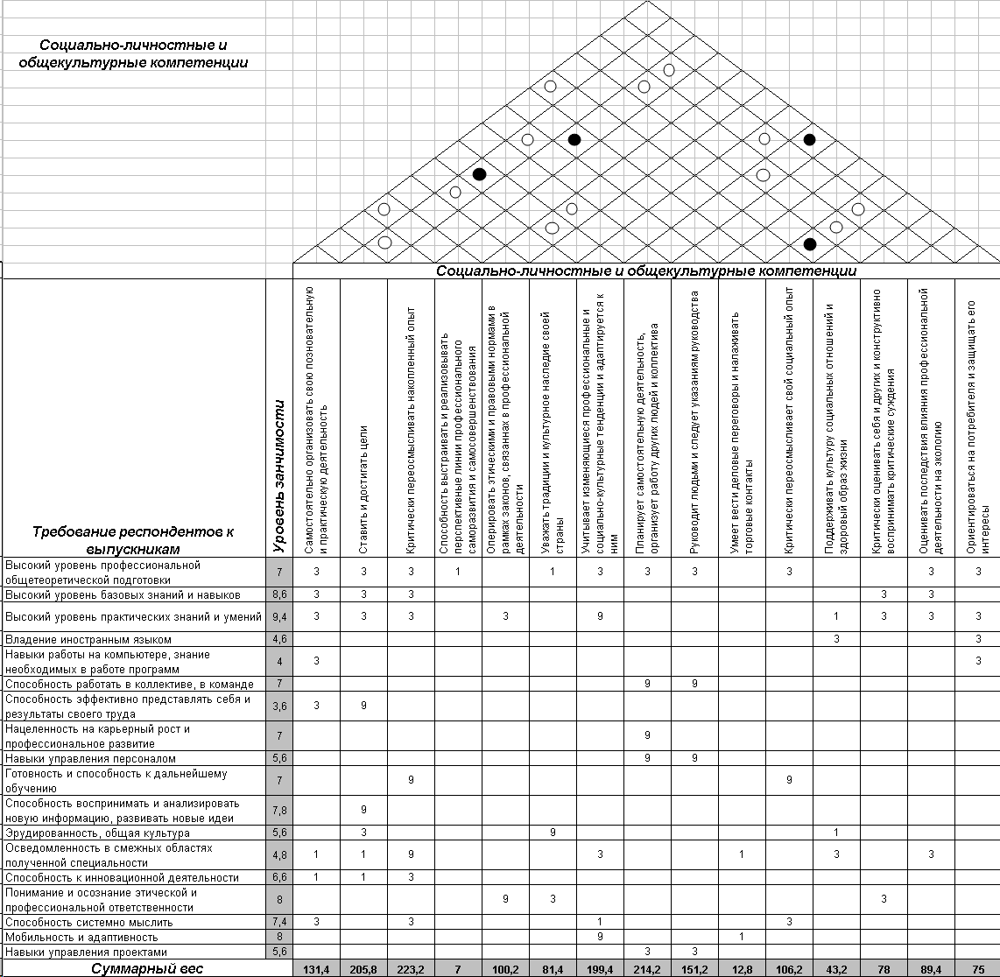 Социально-личностные и
общекультурные компетенции
Социально-личностные и общекультурные компетенции
Требование респондентов к
выпускникам
Уровень занчимости
Самостоятельно организовать свою позновательную
и практическую деятельность
Ставить и достигать цели
Критически переосмысливать накопленный опыт
Способность выстраивать и реализовывать
перспективные линии профессионального
саморазвития и самосовершенствования
Оперировать этическими и правовыми нормами в
рамках законов, связанных в профессиональной
деятельности
Уважать традиции и культурное наследие своей
страны
Учитывает изменяющиеся профессиональные и
социально-культурные тенденции и адаптируется к
ним
Планирует самостоятельную деятельность,
организует работу других людей и коллектива
Руководит людьми и следует указаниям руководства
Умеет вести деловые переговоры и налаживать
торговые контакты
Критически переосмысливает свой социальный опыт
Поддерживать культуру социальных отношений и
здоровый образ жизни
Критически оценивать себя и других и конструктивно
воспринимать критические суждения
Оценивать последствия влияния профессиональной
деятельности на экологию
Ориентироваться на потребителя и защищать его
интересы
Высокий уровень профессиональной
общетеоретической подготовки 7 3 3 3 1 1 3 3 3 3 3 3
Высокий уровень базовых знаний и навыков 8,6 3 3 3 3 3
Высокий уровень практических знаний и умений 9,4 3 3 3 3 9 1 3 3 3
Владение иностранным языком 4,6 3 3
Навыки работы на компьютере, знание
необходимых в работе программ 4 3 3
Способность работать в коллективе, в команде 7 9 9
Способность эффективно представлять себя и
результаты своего труда 3,6 3 9
Нацеленность на карьерный рост и
профессиональное развитие 7 9
Навыки управления персоналом 5,6 9 9
Готовность и способность к дальнейшему
обучению 7 9 9
Способность воспринимать и анализировать
новую информацию, развивать новые идеи 7,8 9
Эрудированность, общая культура 5,6 3 9 1
Осведомленность в смежных областях
полученной специальности 4,8 1 1 9 3 1 3 3
Способность к инновационной деятельности 6,6 1 1 3
Понимание и осознание этической и
профессиональной ответственности 8 9 3 3
Способность системно мыслить 7,4 3 3 1 3
Мобильность и адаптивность 8 9 1
Навыки управления проектами 5,6 3 3
Суммарный вес 131,4 205,8 223,2 7 100,2 81,4 199,4 214,2 151,2 12,8 106,2 43,2 78 89,4 75